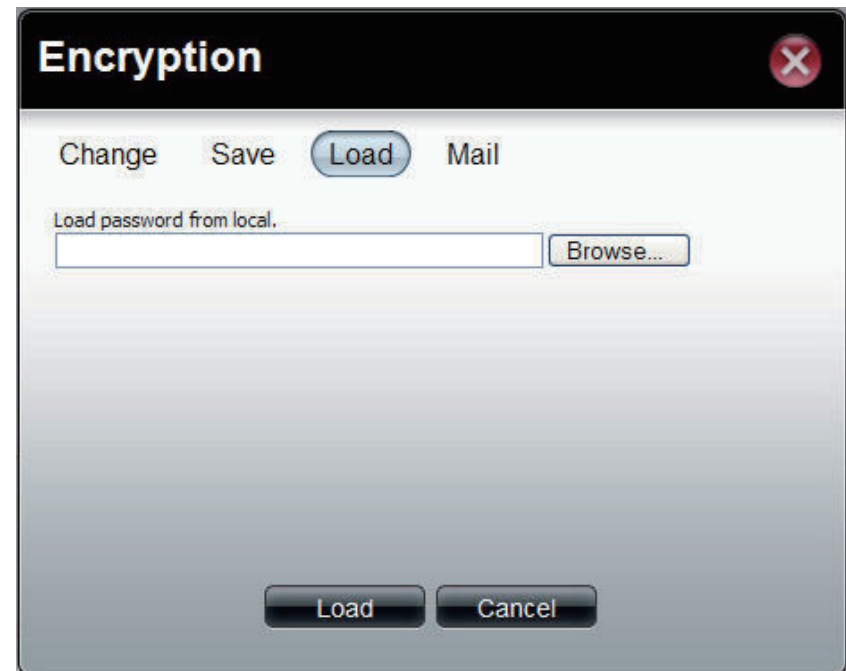 Encryption
Change Save Load Mail
Load password from local.
Browse...
Load Cancel